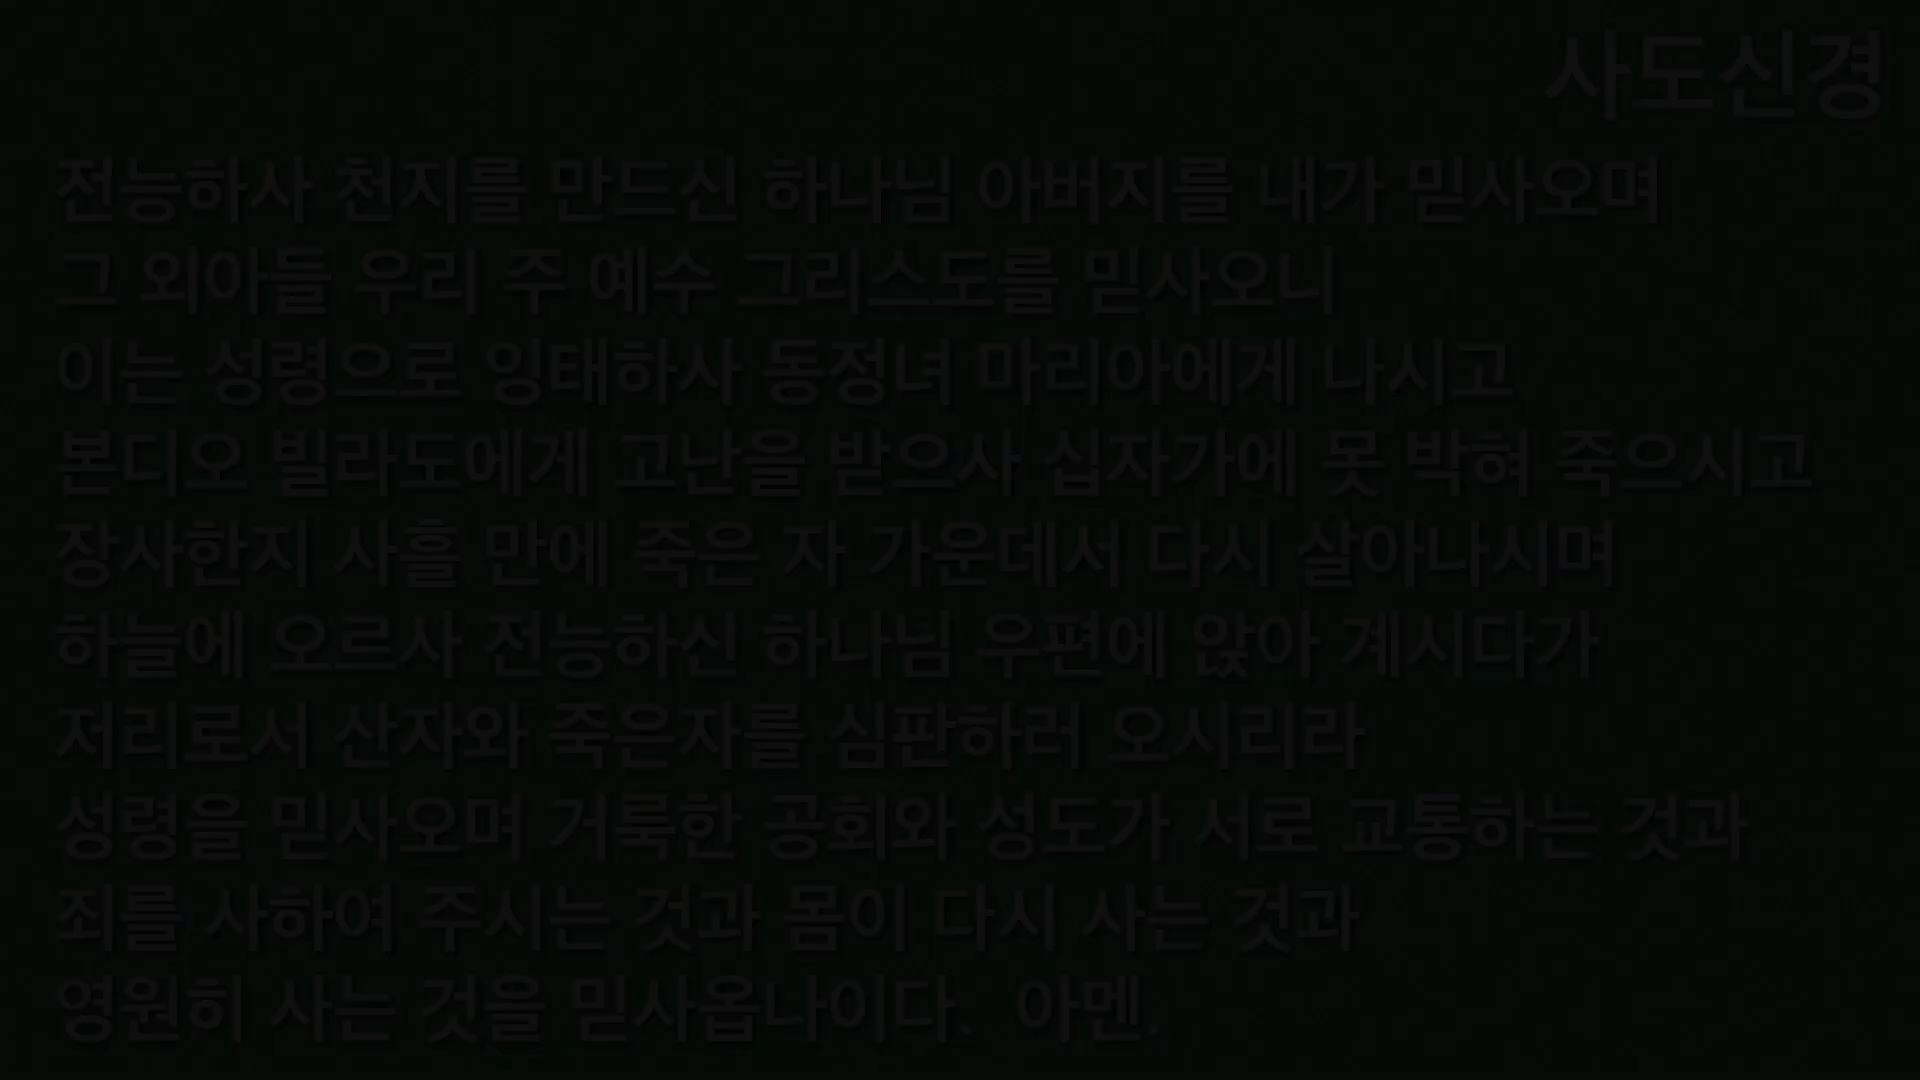 사도신경
전능하사 천지를 만드신 하나님 아버지를 내가 믿사오며
그 외아들 우리 주 예수 그리스도를 믿사오니
이는 성령으로 잉태하사 동정녀 마리아에게 나시고
본디오 빌라도에게 고난을 받으사 십자가에 못 박혀 죽으시고
장사한지 사흘 만에 죽은 자 가운데서 다시 살아나시며
하늘에 오르사 전능하신 하나님 우편에 앉아 계시다가
저리로서 산자와 죽은자를 심판하러 오시리라
성령을 믿사오며 거룩한 공회와 성도가 서로 교통하는 것과
죄를 사하여 주시는 것과 몸이 다시 사는 것과
영원히 사는 것을 믿사옵나이다. 아멘.